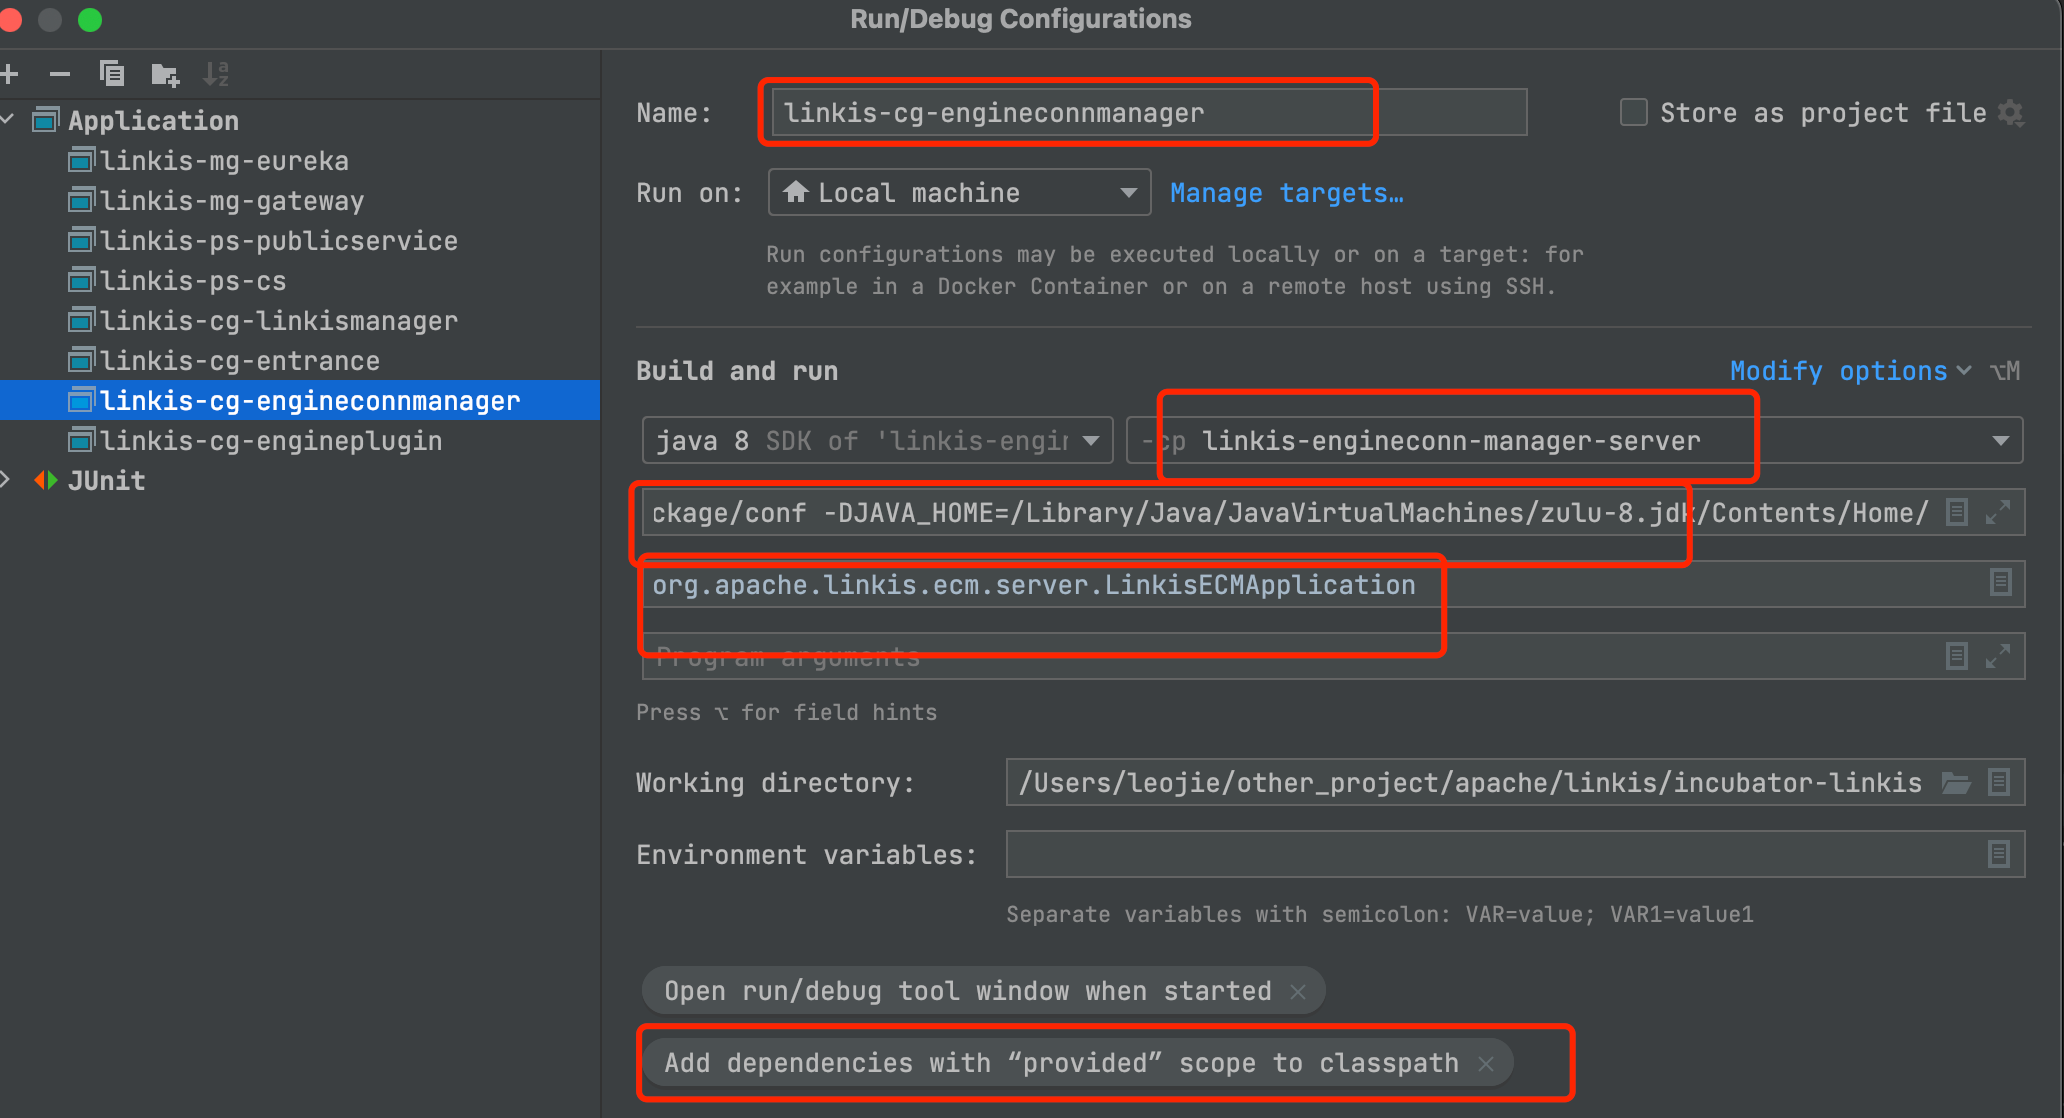 Run/Debug Configurations
Application
linkis-mg-eureka
linkis-mg-gateway
linkis-ps-publicservice
linkis-ps-cs
linkis-cg-linkismanager
linkis-cg-entrance
linkis-cg-engineconnmanager
linkis-cg-engineplugin
JUnit
Name: linkis-cg-engineconnmanager Store as project file
Run on: Local machine Manage targets…
Run configurations may be executed locally or on a target: for
example in a Docker Container or on a remote host using SSH.
Build and run Modify options ⌥M
java 8 SDK of 'linkis-engir -cp linkis-engineconn-manager-server
ckage/conf -DJAVA_HOME=/Library/Java/JavaVirtualMachines/zulu-8.jdk/Contents/Home/
org.apache.linkis.ecm.server.LinkisECMApplication
Program arguments
Press ⌥ for field hints
Working directory: /Users/leojie/other_project/apache/linkis/incubator-linkis
Environment variables:
Separate variables with semicolon: VAR=value; VAR1=value1
Open run/debug tool window when started ×
Add dependencies with “provided” scope to classpath ×